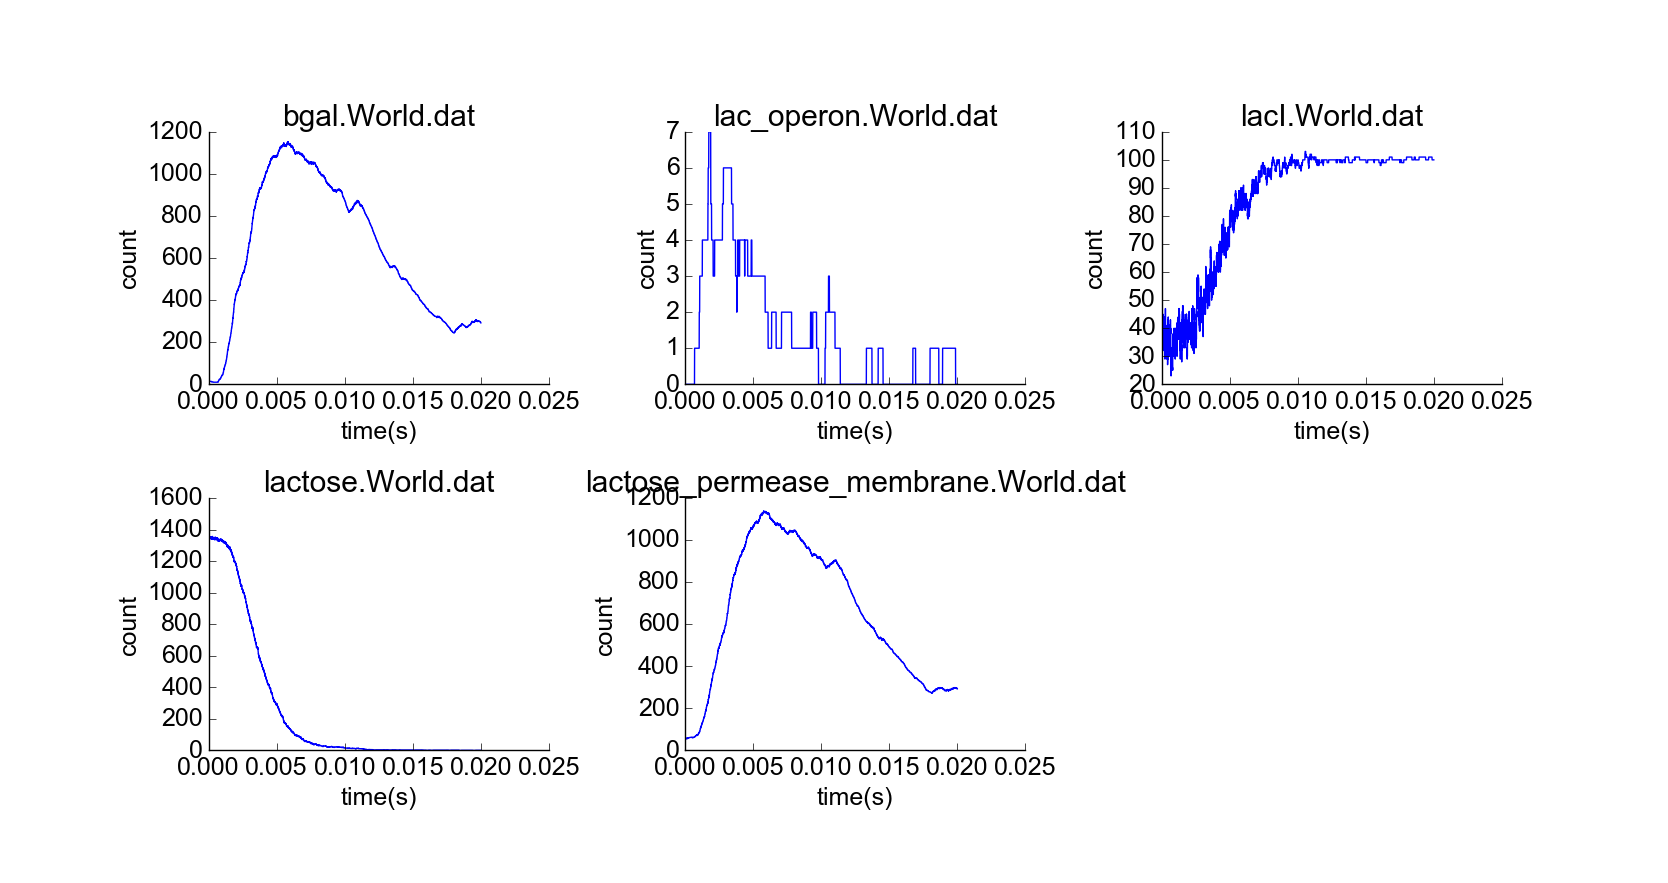 bgal.World.dat
1200
1000
800
600
400
200
0
count
0.000 0.005 0.010 0.015 0.020 0.025
time(s)
lac_operon.World.dat
7
6
5
4
3
2
1
0
count
0.000 0.005 0.010 0.015 0.020 0.025
time(s)
lacI.World.dat
110
100
90
80
70
60
50
40
30
20
count
0.000 0.005 0.010 0.015 0.020 0.025
time(s)
lactose.World.dat
1600
1400
1200
1000
800
600
400
200
0
count
0.000 0.005 0.010 0.015 0.020 0.025
time(s)
lactose_permease_membrane.World.dat
1200
1000
800
600
400
200
0
count
0.000 0.005 0.010 0.015 0.020 0.025
time(s)